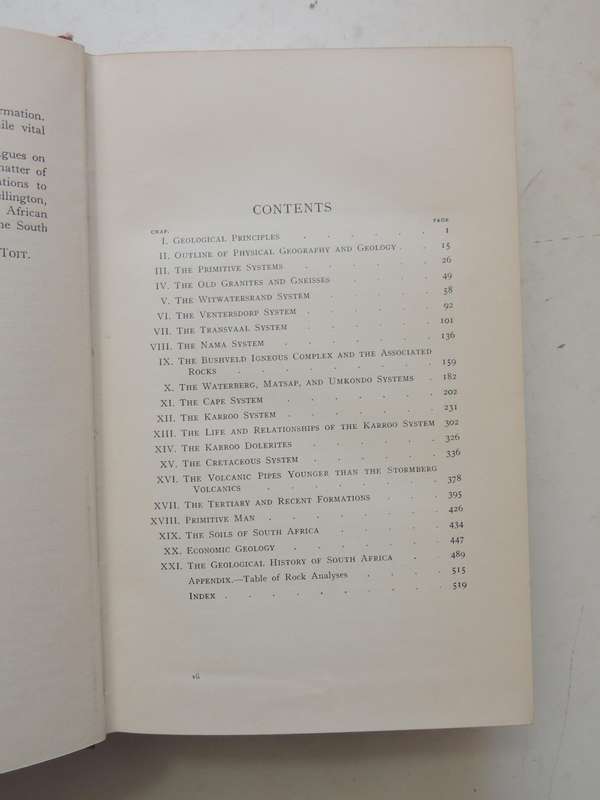 rmation,
ile vital
agues on
matter of
ations to
ellington,
African
he South
Toit.
CONTENTS
CHAP. PAGE
I. Geological Principles . . . . . . 1
II. Outline of Physical Geography and Geology . . 15
III. The Primitive Systems . . . . . 26
IV. The Old Granites and Gneisses . . . . 49
V. The Witwatersrand System . . . . 58
VI. The Ventersdorp System . . . . . 92
VII. The Transvaal System . . . . . 101
VIII. The Nama System . . . . . 136
IX. The Bushveld Igneous Complex and the Associated
Rocks . . . . . . . 159
X. The Waterberg, Matsap, and Umkondo Systems . 182
XI. The Cape System . . . . . 202
XII. The Karroo System . . . . . 231
XIII. The Life and Relationships of the Karroo System 302
XIV. The Karroo Dolerites . . . . 326
XV. The Cretaceous System . . . . 336
XVI. The Volcanic Pipes Younger than the Stormberg
Volcanics . . . . . . 378
XVII. The Tertiary and Recent Formations . . . 395
XVIII. Primitive Man . . . . . . 426
XIX. The Soils of South Africa . . . . 434
XX. Economic Geology . . . . . 447
XXI. The Geological History of South Africa . . 489
Appendix.—Table of Rock Analyses . . . . 515
Index . . . . . . . . 519
vii